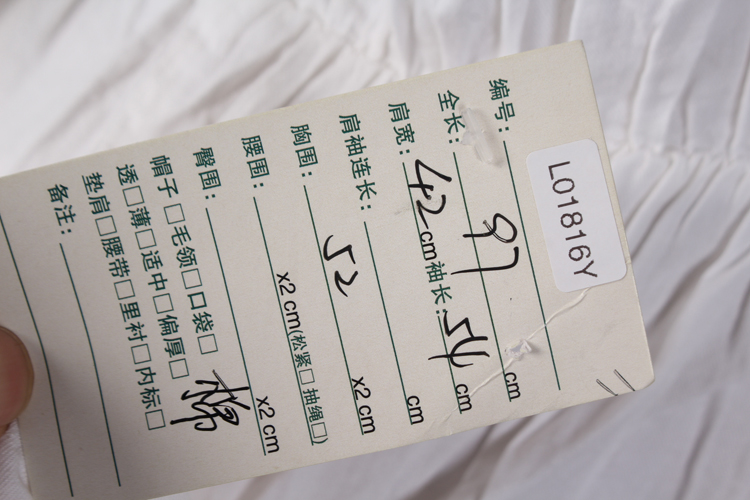 编号: L01816Y
全长: 97 cm
肩宽: 42 cm 袖长: 54 cm
肩袖连长: cm
胸围: 52 x2 cm
腰围: x2 cm(松紧□ 抽绳□)
臀围: x2 cm
帽子□毛领□口袋□ 棉
透□薄□适中□偏厚□
垫肩□腰带□里衬□内标□
备注: